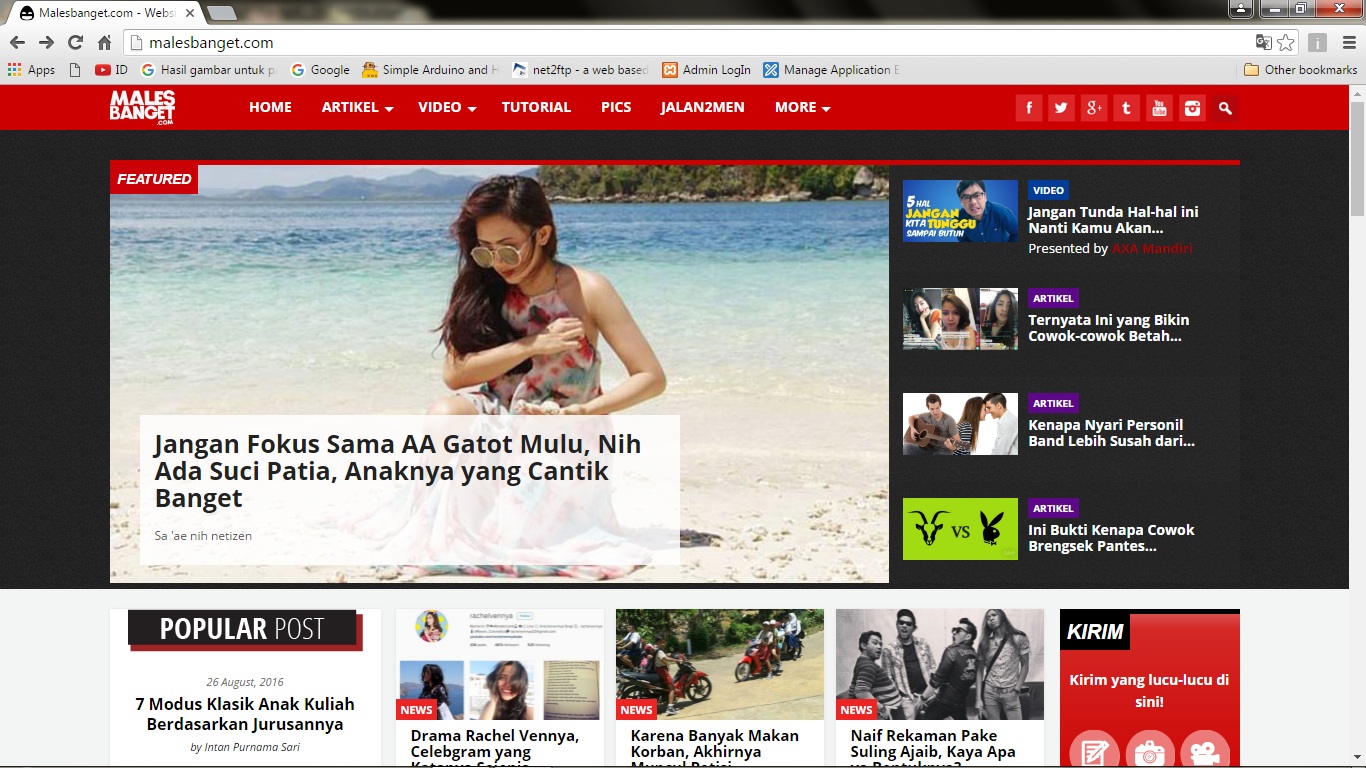 Malesbanget.com - Websi
malesbanget.com
Apps
ID
Hasil gambar untuk p
Google
Simple Arduino and H
net2ftp - a web based
Admin LogIn
Manage Application E
Other bookmarks
MALES
BANGET
.COM
HOME
ARTIKEL
VIDEO
TUTORIAL
PICS
JALAN2MEN
MORE
FEATURED
Jangan Fokus Sama AA Gatot Mulu, Nih
Ada Suci Patia, Anaknya yang Cantik
Banget
Sa 'ae nih netizen
5 HAL
JANGAN
KITA TUNGGU
SAMPAI BUTUH
VIDEO
Jangan Tunda Hal-hal ini
Nanti Kamu Akan...
Presented by AXA Mandiri
ARTIKEL
Ternyata Ini yang Bikin
Cowok-cowok Betah...
ARTIKEL
Kenapa Nyari Personil
Band Lebih Susah dari...
VS
ARTIKEL
Ini Bukti Kenapa Cowok
Brengsek Pantes...
POPULAR POST
26 August, 2016
7 Modus Klasik Anak Kuliah
Berdasarkan Jurusannya
by Intan Purnama Sari
rachelvennya
NEWS
Drama Rachel Vennya,
Celebgram yang
NEWS
Karena Banyak Makan
Korban, Akhirnya
Muncul Petisi
NEWS
Naif Rekaman Pake
Suling Ajaib, Kaya Apa
KIRIM
Kirim yang lucu-lucu di
sini!